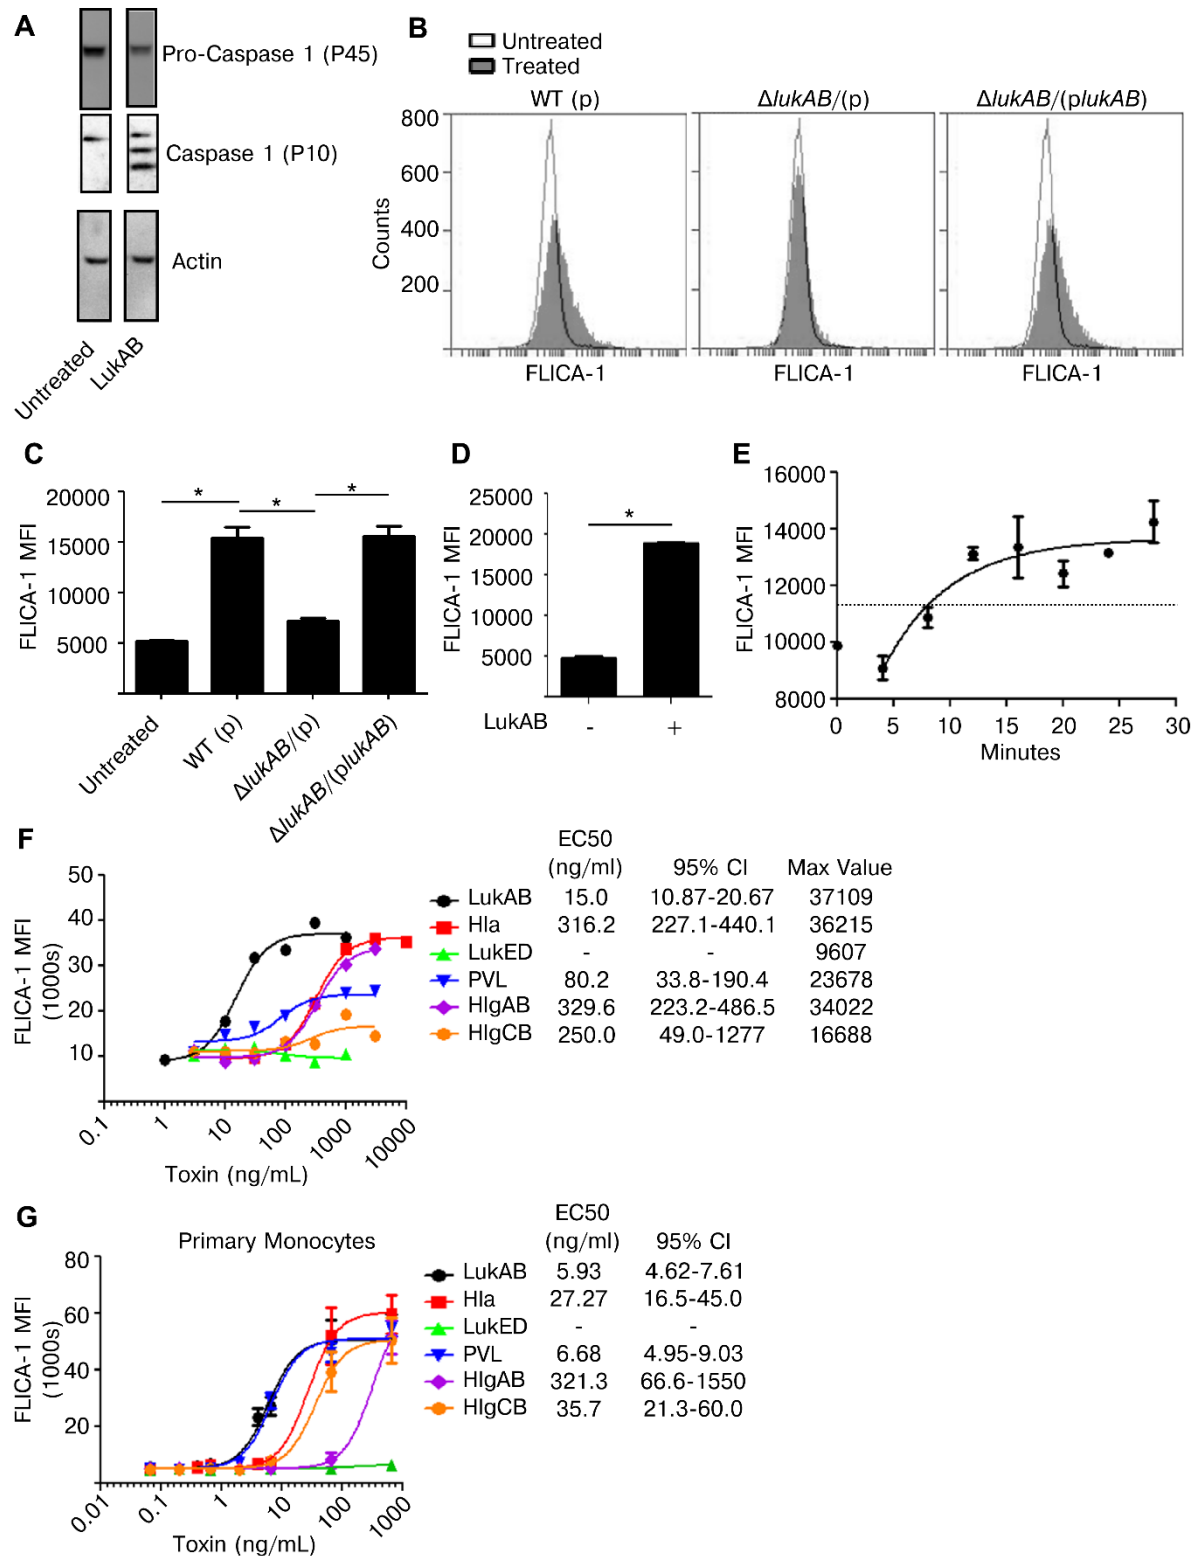 A
Pro-Caspase 1 (P45)
Caspase 1 (P10)
Actin
Untreated
LukAB
B
Untreated
Treated
WT (p)
ΔlukAB/(p)
ΔlukAB/(plukAB)
800
600
400
200
Counts
FLICA-1
FLICA-1
FLICA-1
C
20000
15000
10000
5000
FLICA-1 MFI
*
*
*
Untreated
WT (p)
ΔlukAB/(p)
ΔlukAB/(plukAB)
D
25000
20000
15000
10000
5000
0
FLICA-1 MFI
*
LukAB - +
E
16000
14000
12000
10000
8000
FLICA-1 MFI
0 5 10 15 20 25 30
Minutes
F
50
40
30
20
10
FLICA-1 MFI
(1000s)
0.1 1 10 100 1000 10000
Toxin (ng/mL)
EC50
(ng/ml) 95% CI Max Value
LukAB 15.0 10.87-20.67 37109
Hla 316.2 227.1-440.1 36215
LukED - - 9607
PVL 80.2 33.8-190.4 23678
HlgAB 329.6 223.2-486.5 34022
HlgCB 250.0 49.0-1277 16688
G
Primary Monocytes
80
60
40
20
FLICA-1 MFI
(1000s)
0.01 0.1 1 10 100 1000
Toxin (ng/mL)
EC50
(ng/ml) 95% CI
LukAB 5.93 4.62-7.61
Hla 27.27 16.5-45.0
LukED - -
PVL 6.68 4.95-9.03
HlgAB 321.3 66.6-1550
HlgCB 35.7 21.3-60.0